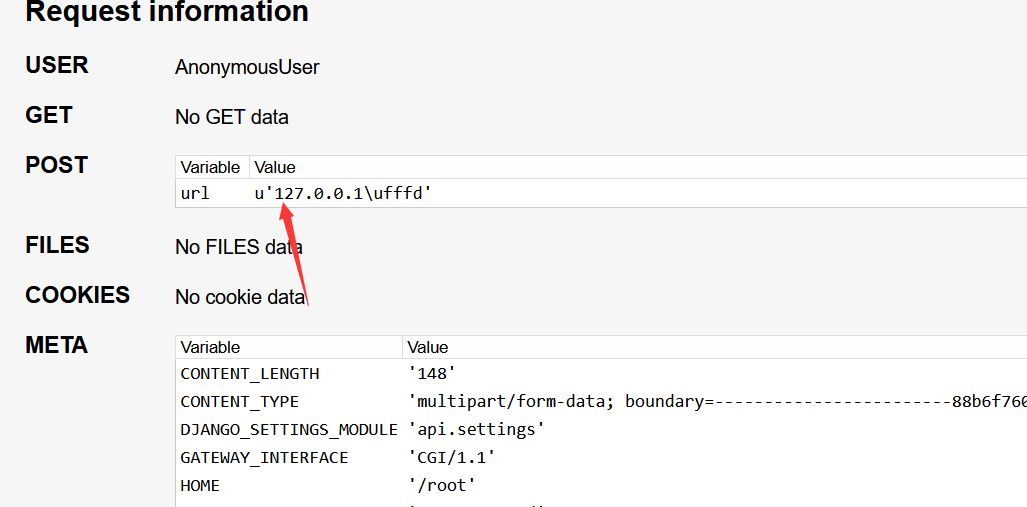 Request information
USER AnonymousUser
GET No GET data
POST Variable Value
url u'127.0.0.1\ufffd'
FILES No FILES data
COOKIES No cookie data
META Variable Value
CONTENT_LENGTH '148'
CONTENT_TYPE 'multipart/form-data; boundary=------------------------88b6f760
DJANGO_SETTINGS_MODULE 'api.settings'
GATEWAY_INTERFACE 'CGI/1.1'
HOME '/root'